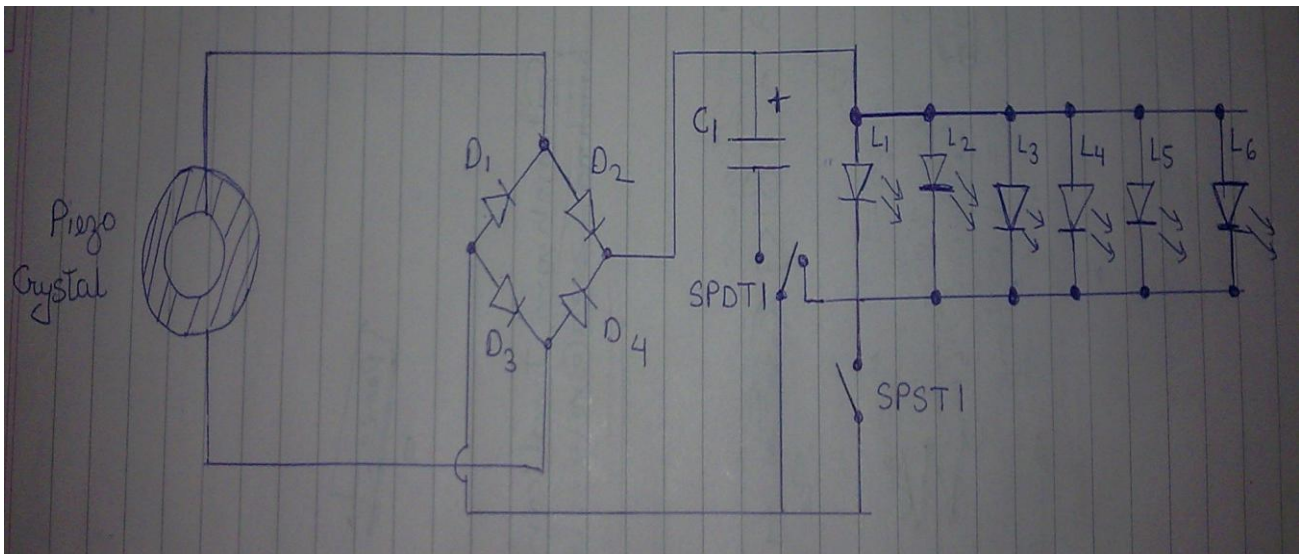 Piezo
Crystal
D1
D2
D3
D4
C1
+
SPDT1
SPST1
L1
L2
L3
L4
L5
L6